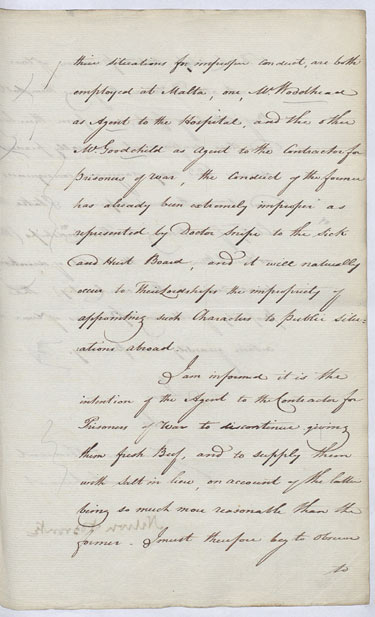 their situations for improper conduct, are both
employed at Malta; one, Mr. Woodhead
as Agent to the Hospital, and the other
Mr. Goodchild as Agent to the Contractor for
Prisoners of War; the Conduct of the former
has already been extremely improper as
represented by Doctor Snipe to the Sick
and Hurt Board, and it will naturally
occur to Their Lordships the impropriety of
appointing such Characters to Public situ-
ations abroad.
I am informed it is the
intention of the Agent to the Contractor for
Prisoners of War to discontinue giving
them fresh Beef, and to supply them
with Salt in lieu, on account of the latter
being so much more reasonable than the
former. I must therefore beg to observe
to